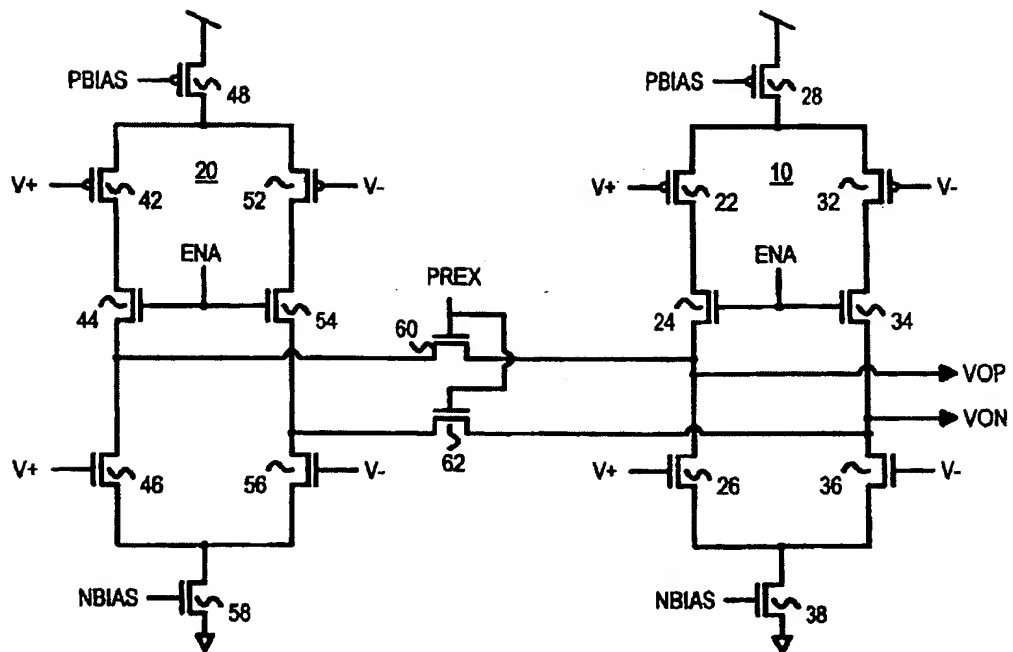 PBIAS
48
PBIAS
28
V+
42
20
52
V-
V+
22
10
32
V-
ENA
PREX
ENA
44
54
60
24
34
VOP
VON
V+
46
56
V-
62
V+
26
36
V-
NBIAS
58
NBIAS
38